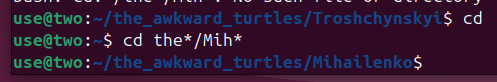 use@two:~/the_awkward_turtles/Troshchynskyi$ cd
use@two:~$ cd the*/Mih*
use@two:~/the_awkward_turtles/Mihailenko$